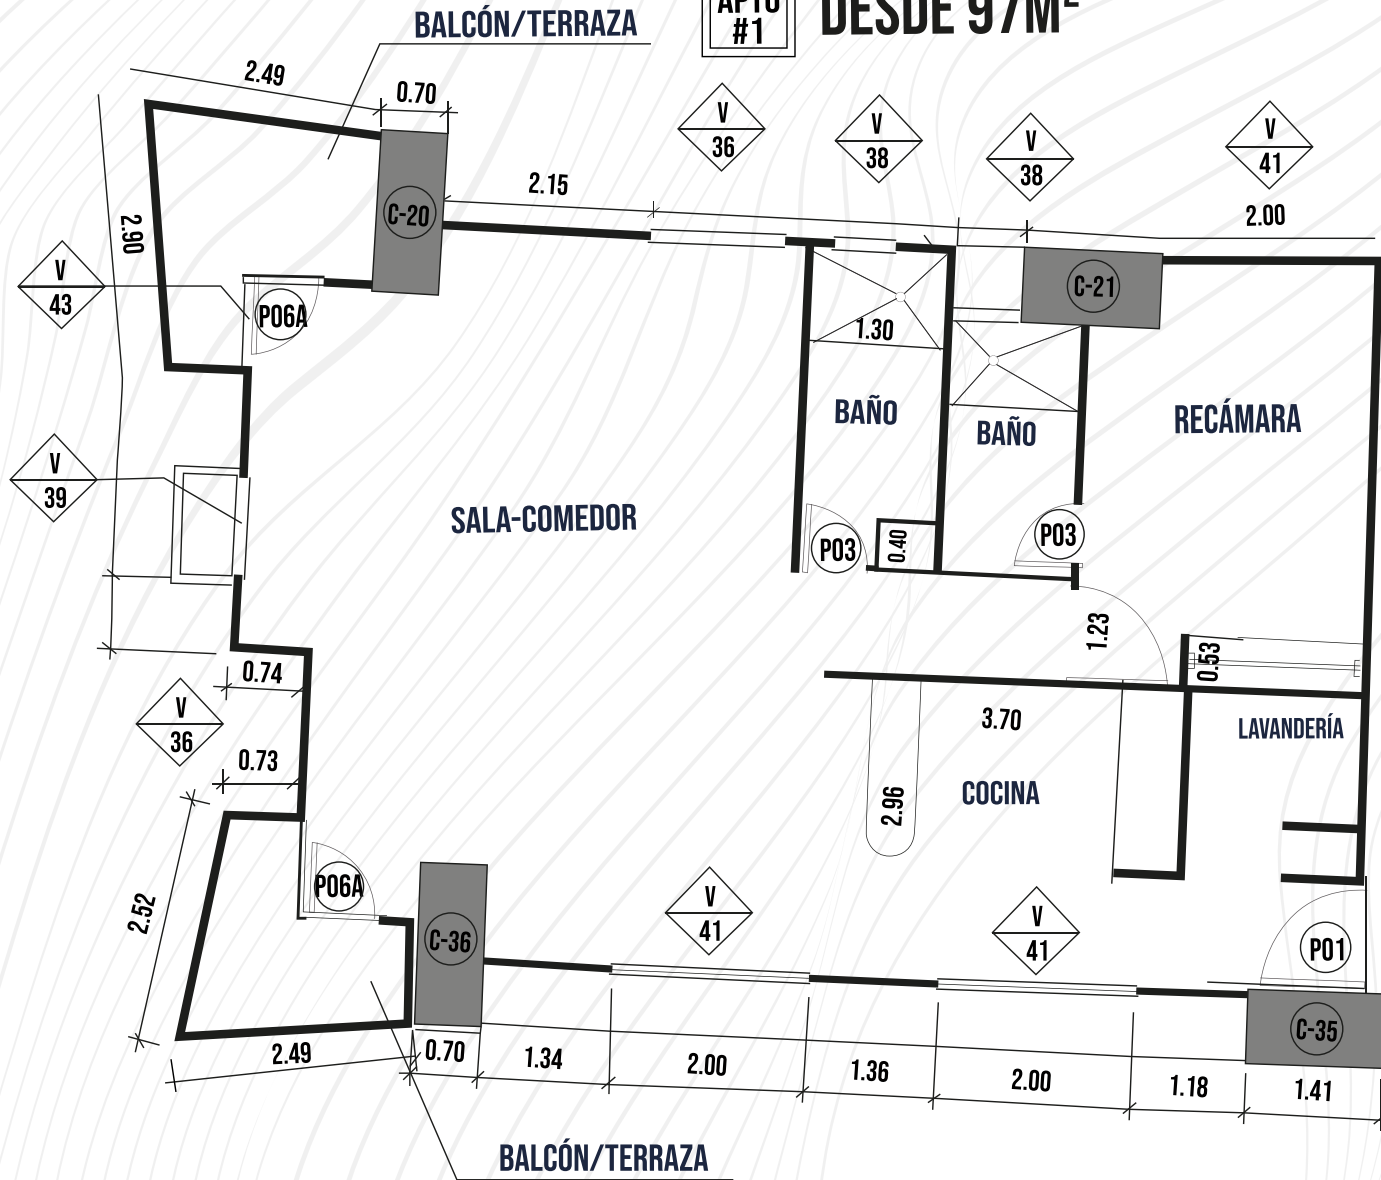 BALCÓN/TERRAZA
#1
DESDE 97M²
2.49
0.70
V
36
V
38
V
38
V
41
2.15
2.00
2.90
C-20
V
43
P06A
C-21
1.30
BAÑO
BAÑO
RECÁMARA
V
39
SALA-COMEDOR
P03
0.40
P03
1.23
0.53
0.74
V
36
3.70
LAVANDERÍA
0.73
COCINA
2.96
P06A
V
41
V
41
2.52
C-36
P01
C-35
2.49
0.70
1.34
2.00
1.36
2.00
1.18
1.41
BALCÓN/TERRAZA